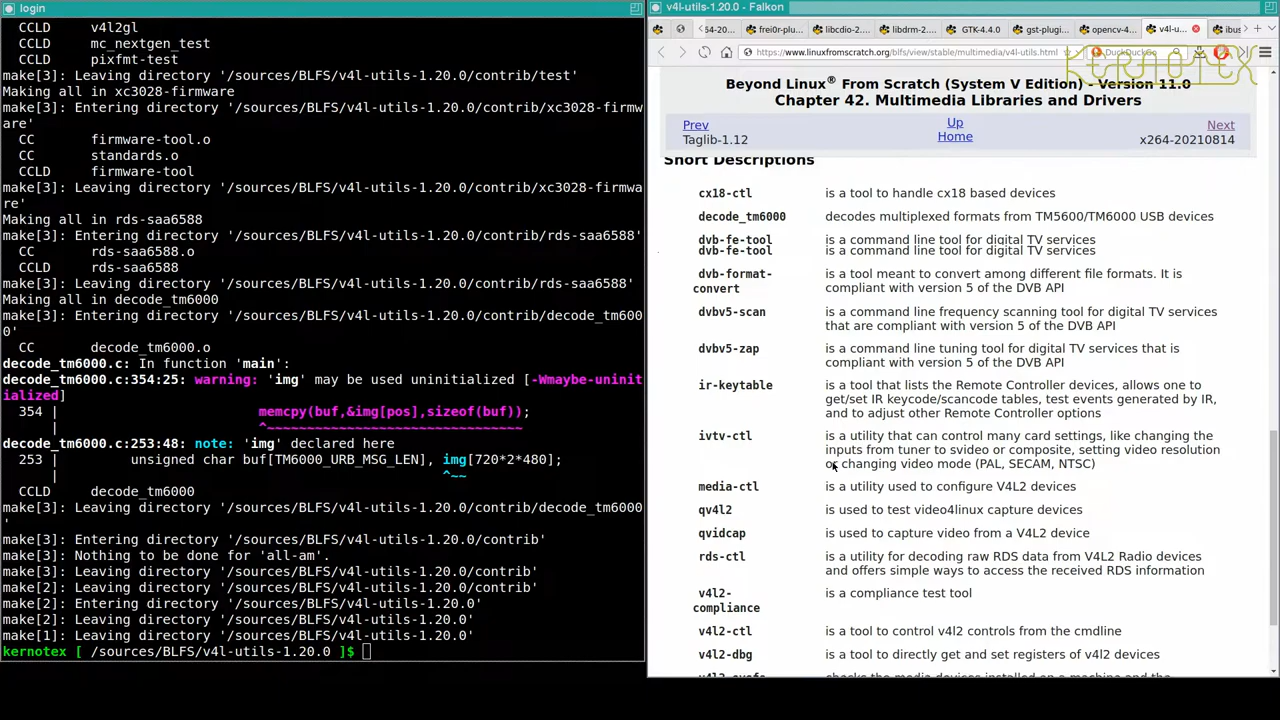 login
CCLD     v4l2gl
CCLD     mc_nextgen_test
CCLD     pixfmt-test
make[3]: Leaving directory '/sources/BLFS/v4l-utils-1.20.0/contrib/test'
Making all in xc3028-firmware
make[3]: Entering directory '/sources/BLFS/v4l-utils-1.20.0/contrib/xc3028-firmw
are'
CC       firmware-tool.o
CC       standards.o
CCLD     firmware-tool
make[3]: Leaving directory '/sources/BLFS/v4l-utils-1.20.0/contrib/xc3028-firmwa
re'
Making all in rds-saa6588
make[3]: Entering directory '/sources/BLFS/v4l-utils-1.20.0/contrib/rds-saa6588'
CC       rds-saa6588.o
CCLD     rds-saa6588
make[3]: Leaving directory '/sources/BLFS/v4l-utils-1.20.0/contrib/rds-saa6588'
Making all in decode_tm6000
make[3]: Entering directory '/sources/BLFS/v4l-utils-1.20.0/contrib/decode_tm600
0'
CC       decode_tm6000.o
decode_tm6000.c: In function 'main':
decode_tm6000.c:354:25: warning: 'img' may be used uninitialized [-Wmaybe-uninit
ialized]
354 |                         memcpy(buf,&img[pos],sizeof(buf));
|                         ^~~~~~~~~~~~~~~~~~~~~~~~~~~~~~~~~
decode_tm6000.c:253:48: note: 'img' declared here
253 |         unsigned char buf[TM6000_URB_MSG_LEN], img[720*2*480];
|                                                ^~~
CCLD     decode_tm6000
make[3]: Leaving directory '/sources/BLFS/v4l-utils-1.20.0/contrib/decode_tm6000
'
make[3]: Entering directory '/sources/BLFS/v4l-utils-1.20.0/contrib'
make[3]: Nothing to be done for 'all-am'.
make[3]: Leaving directory '/sources/BLFS/v4l-utils-1.20.0/contrib'
make[2]: Leaving directory '/sources/BLFS/v4l-utils-1.20.0/contrib'
make[2]: Entering directory '/sources/BLFS/v4l-utils-1.20.0'
make[2]: Leaving directory '/sources/BLFS/v4l-utils-1.20.0'
make[1]: Leaving directory '/sources/BLFS/v4l-utils-1.20.0'
kernotex [ /sources/BLFS/v4l-utils-1.20.0 ]$
v4l-utils-1.20.0 - Falkon
54-20... frei0r-plu... libcdio-2... libdrm-2... GTK-4.4.0 gst-plugi... opencv-4... v4l-u... ibus
https://www.linuxfromscratch.org/blfs/view/stable/multimedia/v4l-utils.html DuckDuckGo
KERNOTEX
Beyond Linux® From Scratch (System V Edition) - Version 11.0
Chapter 42. Multimedia Libraries and Drivers
Prev Up Next
Taglib-1.12 Home x264-20210814
Short Descriptions
cx18-ctl is a tool to handle cx18 based devices
decode_tm6000 decodes multiplexed formats from TM5600/TM6000 USB devices
dvb-fe-tool is a command line tool for digital TV services
dvb-fe-tool is a command line tool for digital TV services
dvb-format- is a tool meant to convert among different file formats. It is
convert compliant with version 5 of the DVB API
dvbv5-scan is a command line frequency scanning tool for digital TV services
that are compliant with version 5 of the DVB API
dvbv5-zap is a command line tuning tool for digital TV services that is
compliant with version 5 of the DVB API
ir-keytable is a tool that lists the Remote Controller devices, allows one to
get/set IR keycode/scancode tables, test events generated by IR,
and to adjust other Remote Controller options
ivtv-ctl is a utility that can control many card settings, like changing the
inputs from tuner to svideo or composite, setting video resolution
or changing video mode (PAL, SECAM, NTSC)
media-ctl is a utility used to configure V4L2 devices
qv4l2 is used to test video4linux capture devices
qvidcap is used to capture video from a V4L2 device
rds-ctl is a utility for decoding raw RDS data from V4L2 Radio devices
and offers simple ways to access the received RDS information
v4l2- is a compliance test tool
compliance
v4l2-ctl is a tool to control v4l2 controls from the cmdline
v4l2-dbg is a tool to directly get and set registers of v4l2 devices
v4l2-sysfs- checks the media devices installed on a machine and the